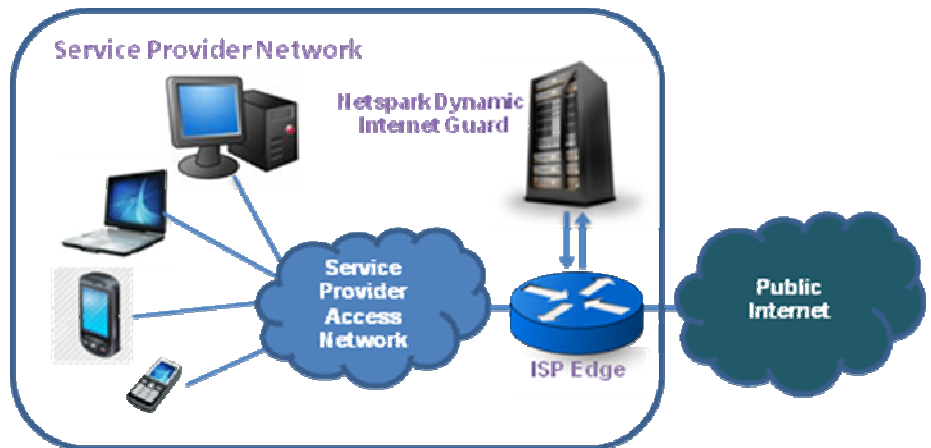 Service Provider Network
Netspark Dynamic
Internet Guard
Service
Provider
Access
Network
Public
Internet
ISP Edge